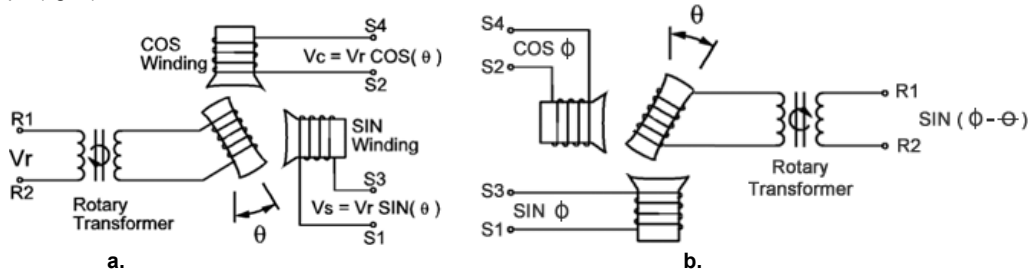 COS
Winding
S4
Vc = Vr COS( θ )
S2
R1
Vr
R2
Rotary
Transformer
θ
SIN
Winding
S3
Vs = Vr SIN( θ )
S1
a.
S4
COS ϕ
S2
θ
R1
SIN ( ϕ - θ )
R2
Rotary
Transformer
S3
SIN ϕ
S1
b.